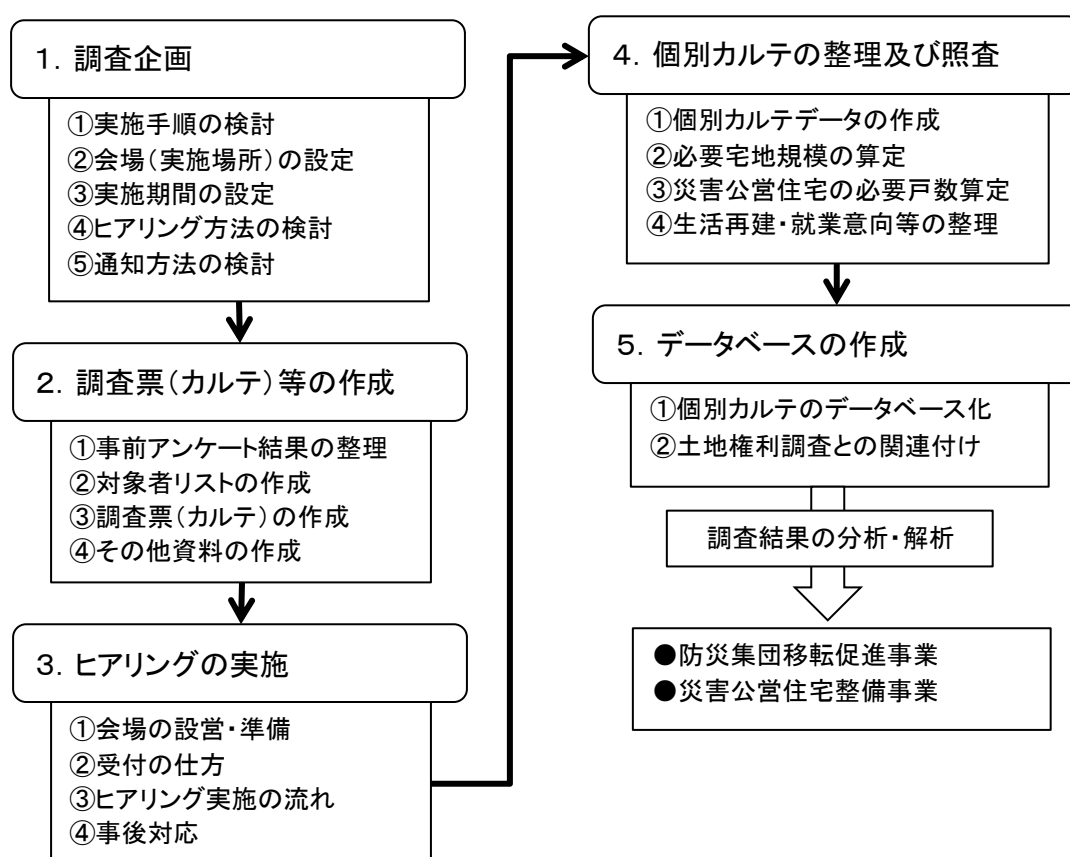 1．調査企画
①実施手順の検討
②会場（実施場所）の設定
③実施期間の設定
④ヒアリング方法の検討
⑤通知方法の検討
2．調査票（カルテ）等の作成
①事前アンケート結果の整理
②対象者リストの作成
③調査票（カルテ）の作成
④その他資料の作成
3．ヒアリングの実施
①会場の設営・準備
②受付の仕方
③ヒアリング実施の流れ
④事後対応
4．個別カルテの整理及び照査
①個別カルテデータの作成
②必要宅地規模の算定
③災害公営住宅の必要戸数算定
④生活再建・就業意向等の整理
5．データベースの作成
①個別カルテのデータベース化
②土地権利調査との関連付け
調査結果の分析・解析
●防災集団移転促進事業
●災害公営住宅整備事業